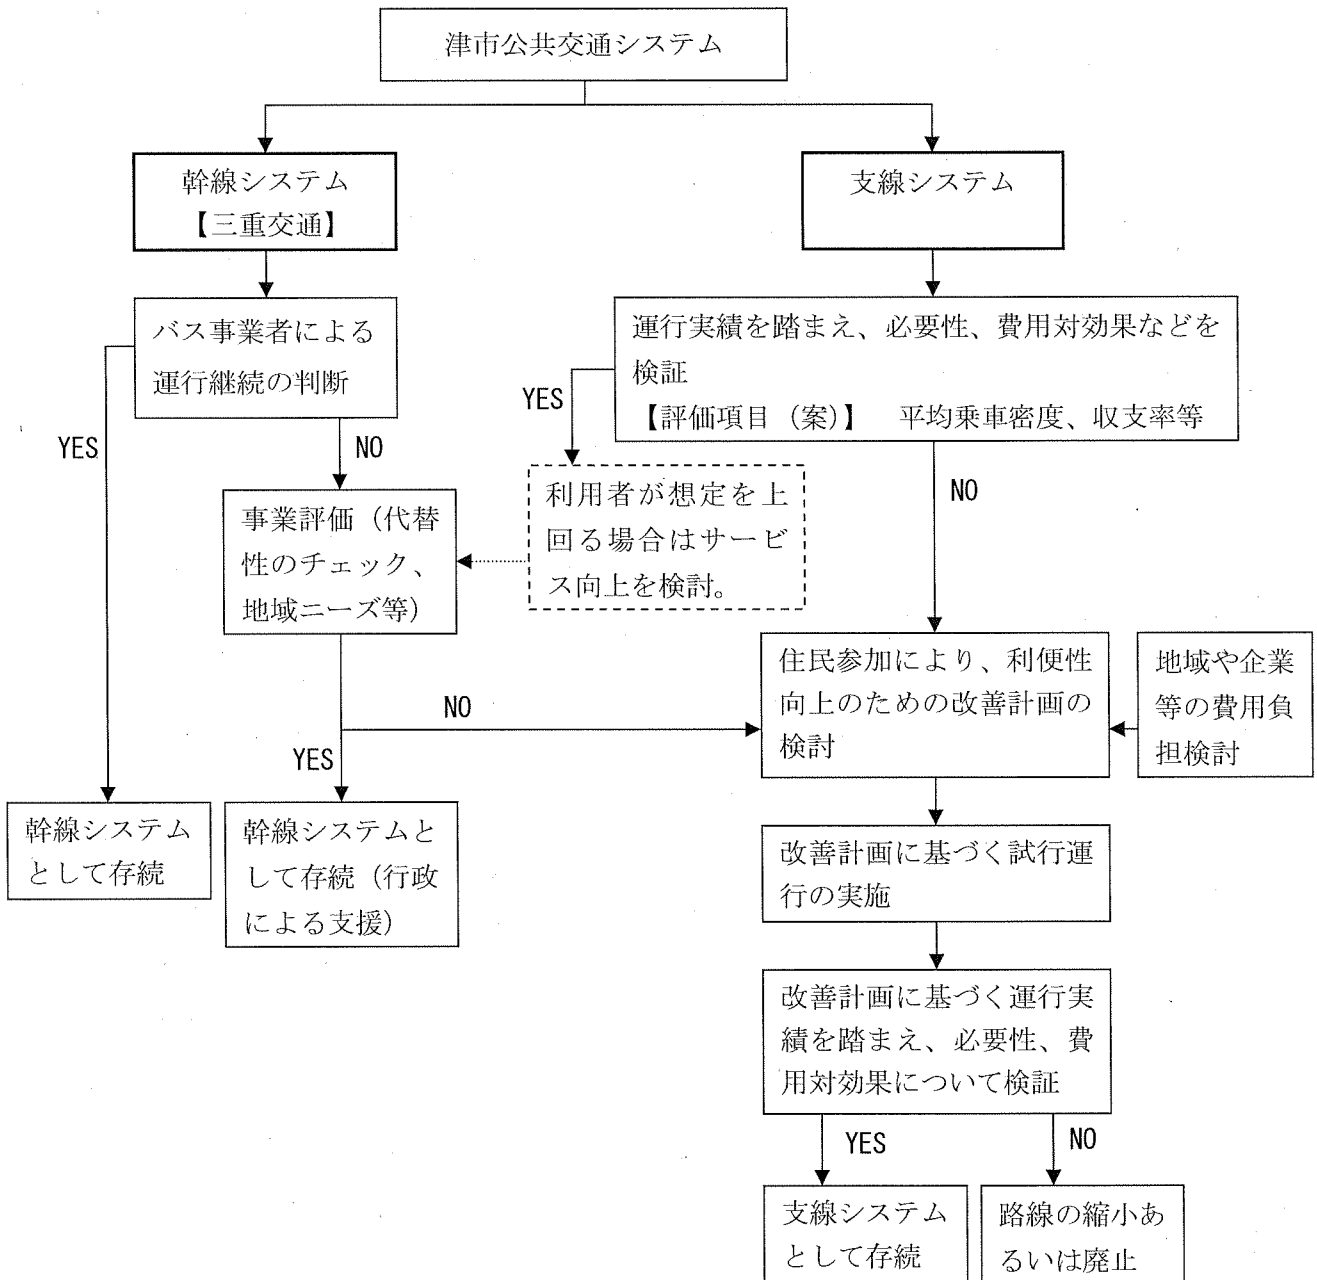 津市公共交通システム
幹線システム
【三重交通】
支線システム
バス事業者による
運行継続の判断
運行実績を踏まえ、必要性、費用対効果などを
検証
【評価項目（案）】　平均乗車密度、収支率等
YES
YES
NO
NO
事業評価（代替
性のチェック、
地域ニーズ等）
利用者が想定を上
回る場合はサービ
ス向上を検討。
住民参加により、利便性
向上のための改善計画の
検討
地域や企業
等の費用負
担検討
NO
YES
幹線システム
として存続
幹線システムと
して存続（行政
による支援）
改善計画に基づく試行運
行の実施
改善計画に基づく運行実
績を踏まえ、必要性、費
用対効果について検証
YES
NO
支線システム
として存続
路線の縮小あ
るいは廃止